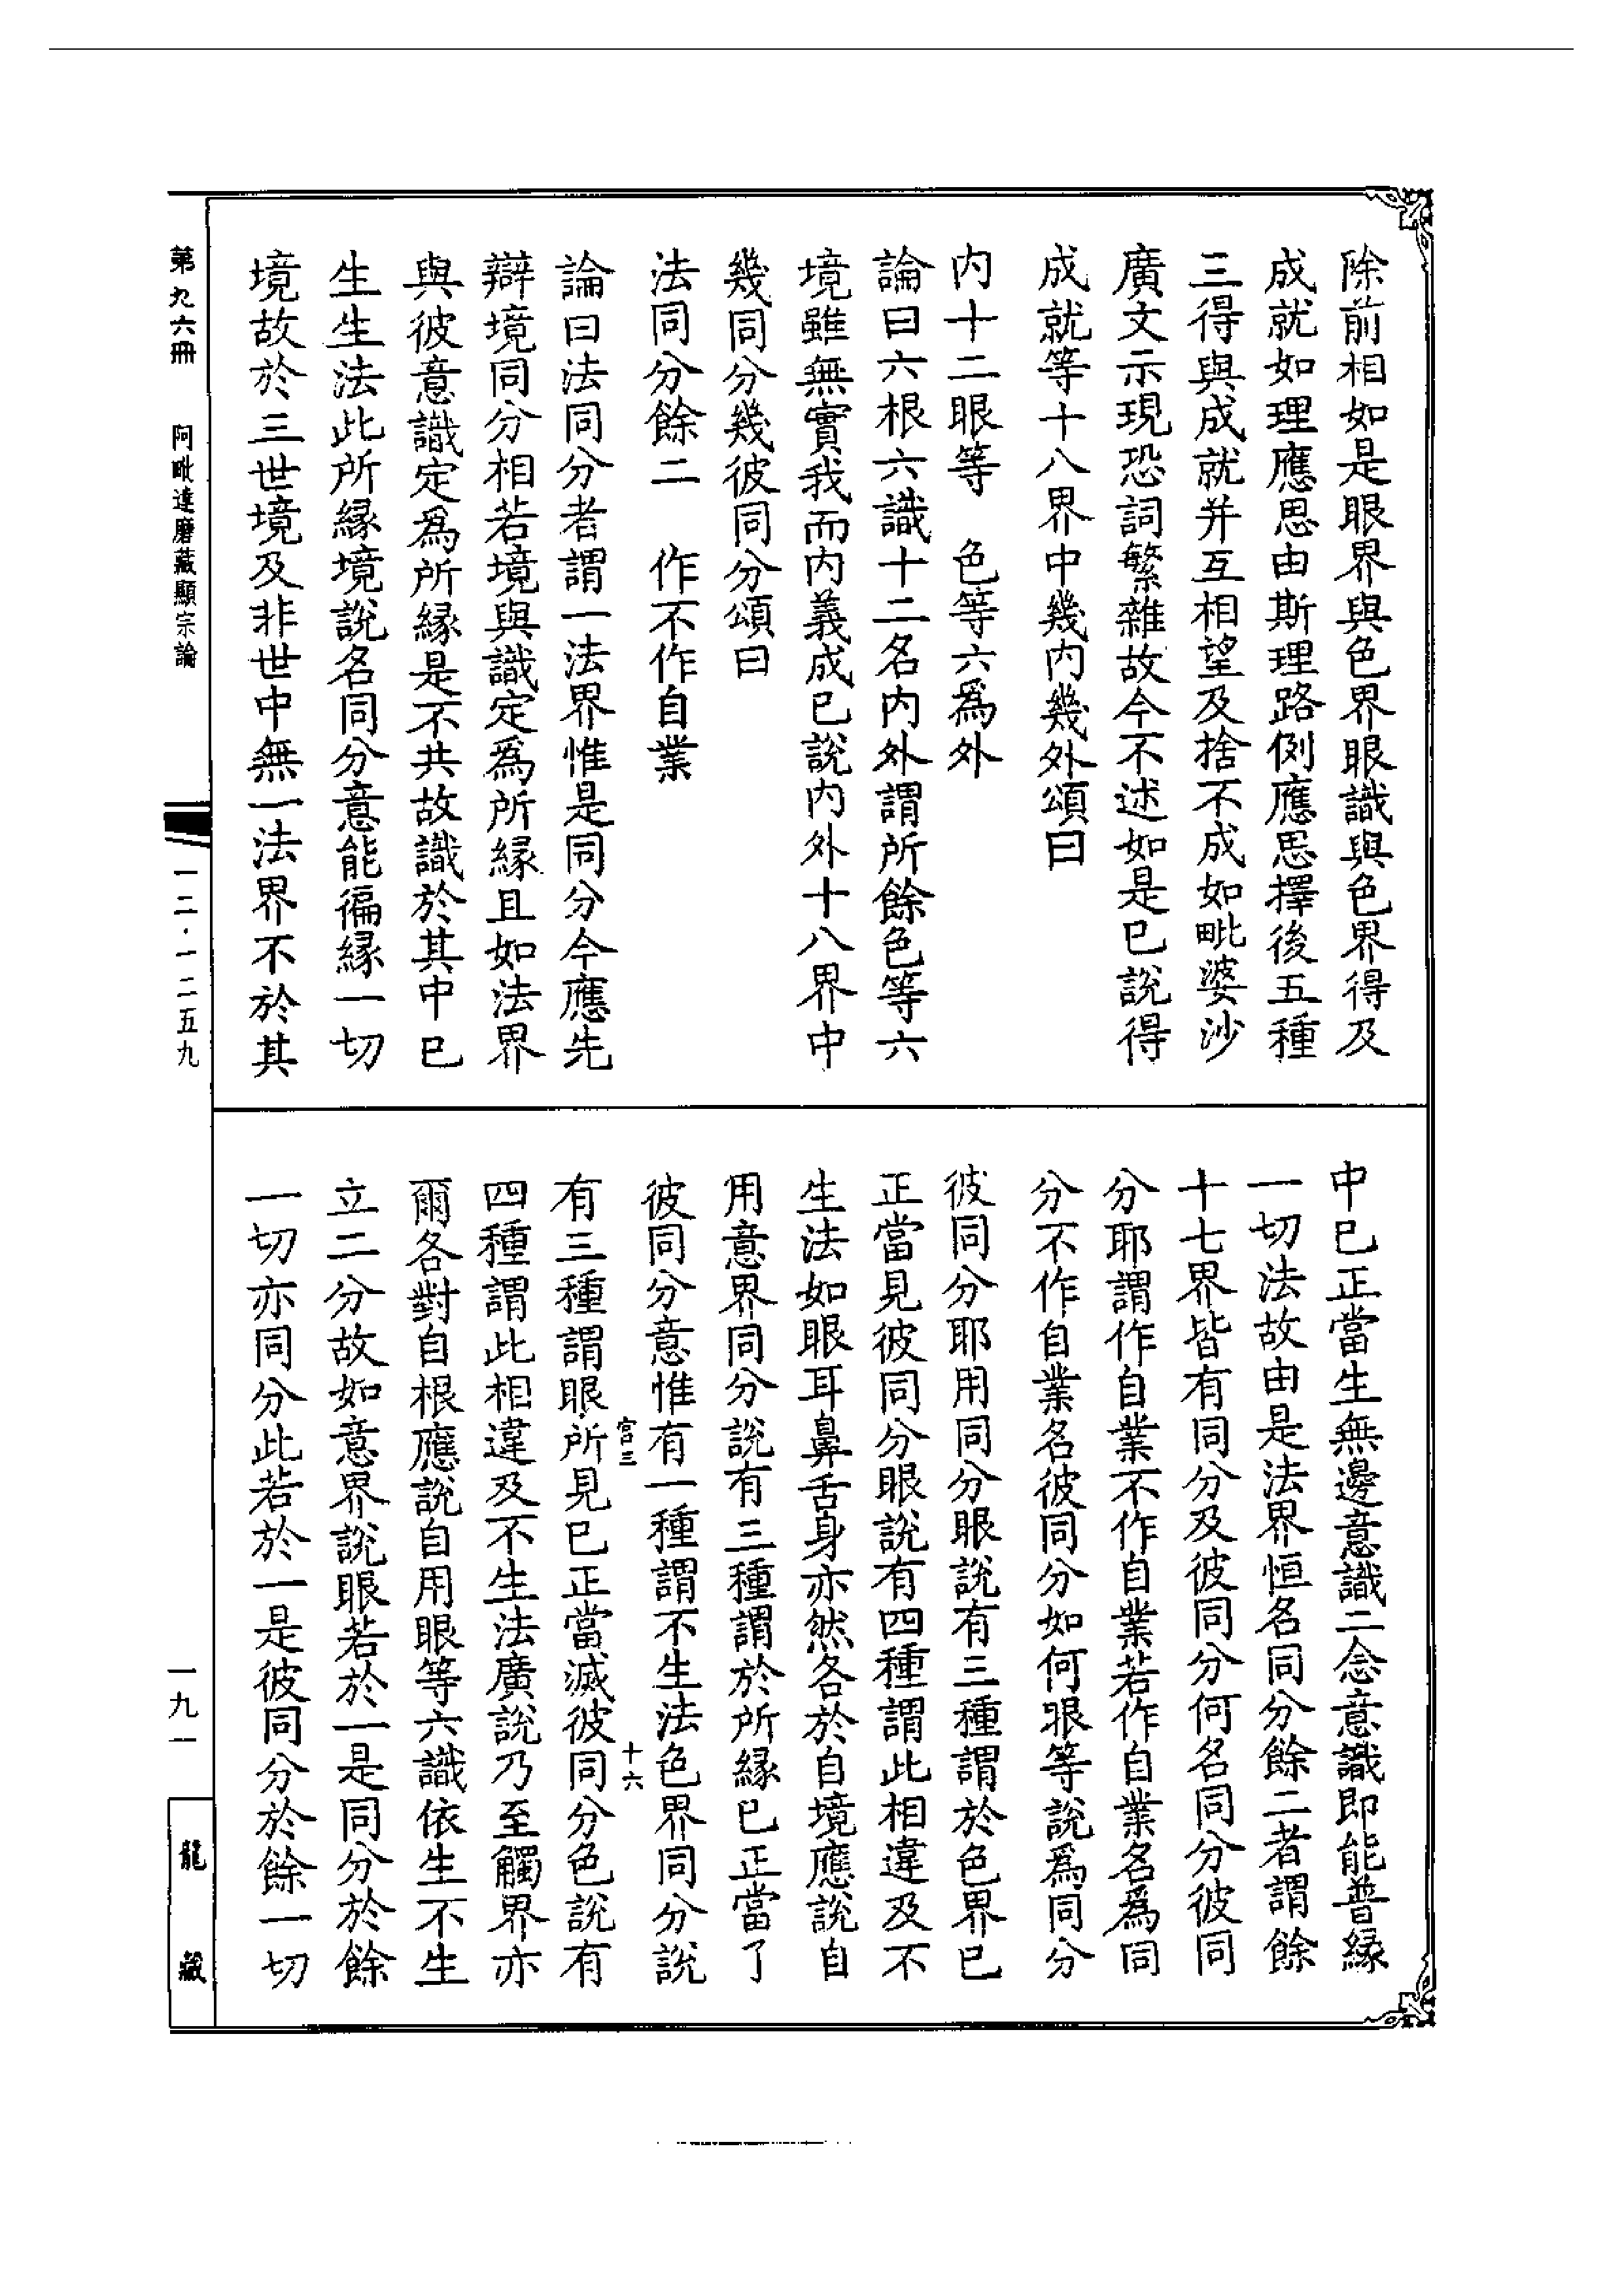 除前相如是眼界與色界眼識與色界得及
成就如理應思由斯理路例應思擇後五種
三得與成就并互相望及捨不成如毗婆沙
廣文示現恐詞繁雜故今不述如是已說得
成就等十八界中幾內幾外頌曰
內十二眼等　色等六爲外
論曰六根六識十二名內外謂所餘色等六
境雖無實我而內義成已說內外十八界中
幾同分幾彼同分頌曰
法同分餘二　作不作自業
論曰法同分者謂一法界惟是同分今應先
辯境同分相若境與識定爲所緣且如法界
與彼意識定爲所緣是不共故識於其中已
生生法此所緣境說名同分意能徧緣一切
境故於三世境及非世中無一法界不於其
中已正當生無邊意識二念意識即能普緣
一切法故由是法界恒名同分餘二者謂餘
十七界皆有同分及彼同分何名同分彼同
分耶謂作自業不作自業若作自業名爲同
分不作自業名彼同分如何眼等說爲同分
彼同分耶用同分眼說有三種謂於色界已
正當見彼同分眼說有四種謂此相違及不
生法如眼耳鼻舌身亦然各於自境應說自
用意界同分說有三種謂於所緣已正當了
彼同分意惟有一種謂不生法色界同分說
宮三
十六
有三種謂眼所見已正當滅彼同分色說有
四種謂此相違及不生法廣說乃至觸界亦
爾各對自根應說自用眼等六識依生不生
立二分故如意界說眼若於一是同分於餘
一切亦同分此若於一是彼同分於餘一切
第九六冊
阿毗達磨藏顯宗論
一二·一二五九
一九一
龍藏